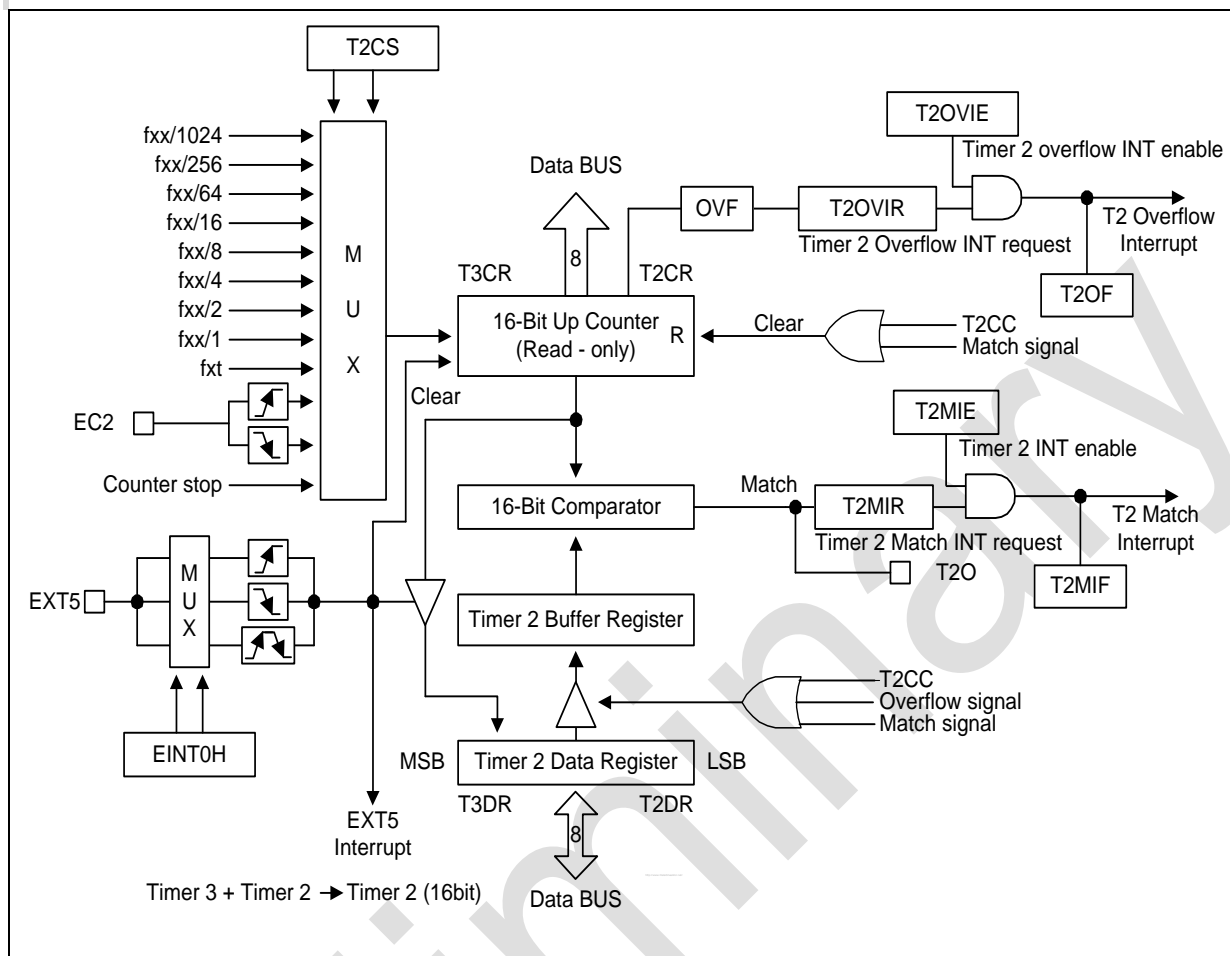 T2CS
fxx/1024
fxx/256
fxx/64
fxx/16
fxx/8
fxx/4
fxx/2
fxx/1
fxt
EC2
Counter stop
M
U
X
Data BUS
8
T3CR
T2CR
16-Bit Up Counter
(Read - only)
R
Clear
OVF
T2OVIR
Timer 2 Overflow INT request
T2OVIE
Timer 2 overflow INT enable
T2 Overflow
Interrupt
T2OF
Clear
T2CC
Match signal
T2MIE
Timer 2 INT enable
16-Bit Comparator
Match
T2MIR
Timer 2 Match INT request
T2O
T2 Match
Interrupt
T2MIF
EXT5
M
U
X
EINT0H
EXT5
Interrupt
Timer 2 Buffer Register
T2CC
Overflow signal
Match signal
MSB
Timer 2 Data Register
LSB
T3DR
T2DR
8
Data BUS
Timer 3 + Timer 2 → Timer 2 (16bit)